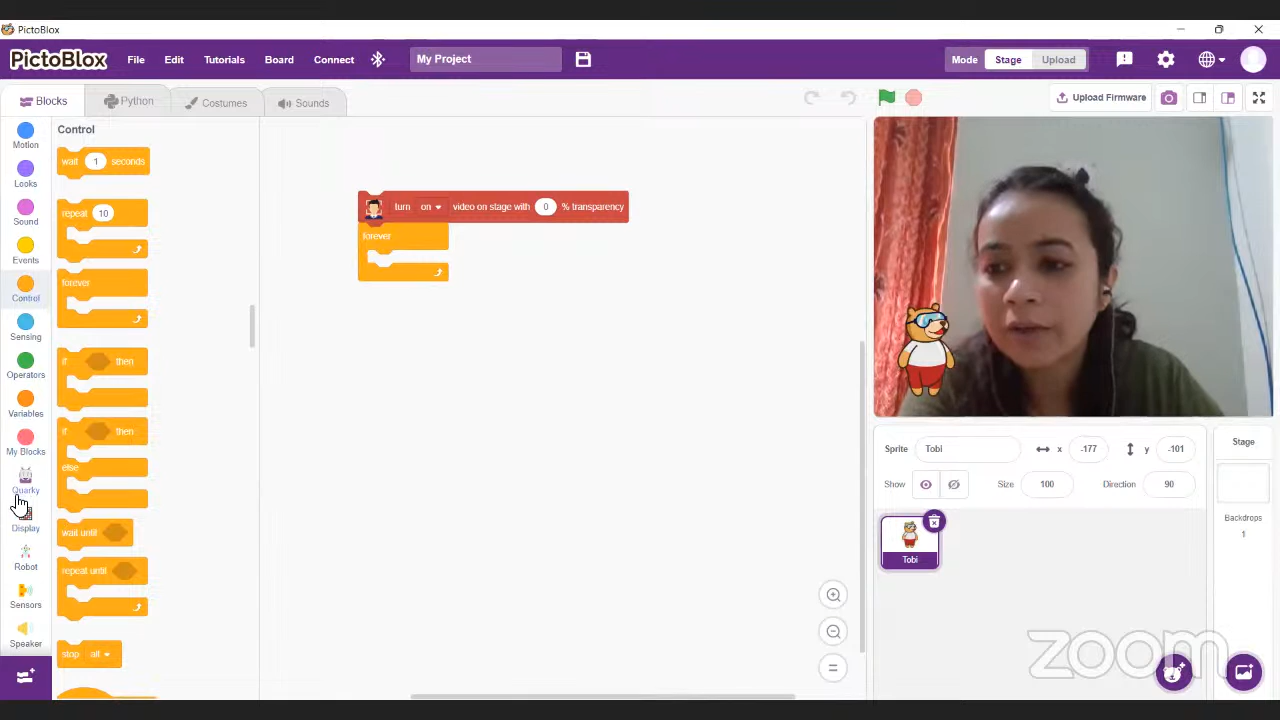 PictoBlox
PictoBlox File Edit Tutorials Board Connect My Project Mode Stage Upload
Blocks Python Costumes Sounds Upload Firmware
Motion
Looks
Sound
Events
Control
Sensing
Operators
Variables
My Blocks
Quarky
Display
Robot
Sensors
Speaker
Control
wait 1 seconds
repeat 10
forever
if then
if then
else
wait until
repeat until
stop all
turn on video on stage with 0 % transparency
forever
Sprite Tobi x -177 y -101
Show Size 100 Direction 90
Tobi
Stage
Backdrops
1
zoom